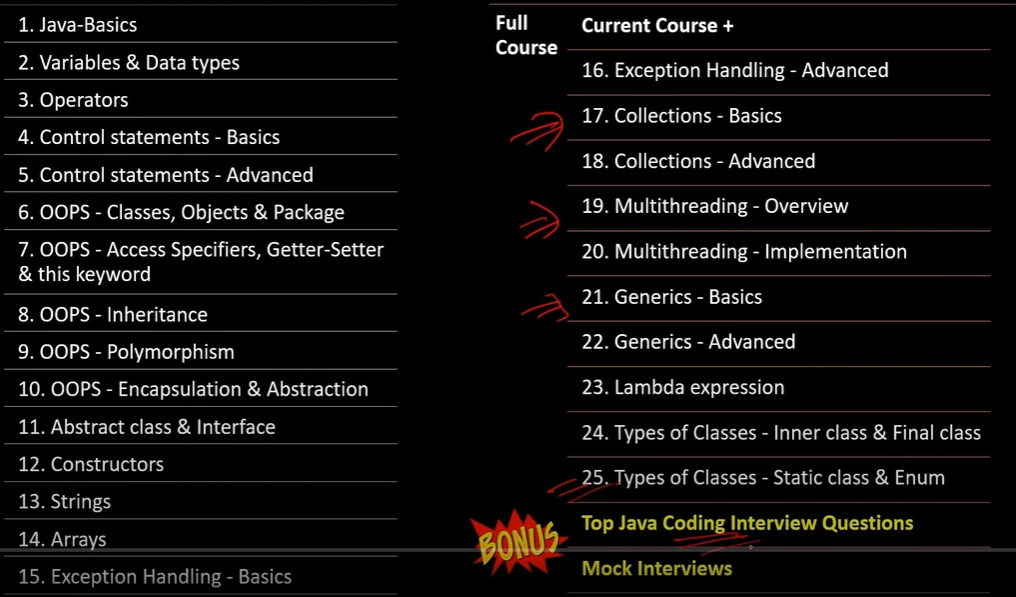 1. Java-Basics
2. Variables & Data types
3. Operators
4. Control statements - Basics
5. Control statements - Advanced
6. OOPS - Classes, Objects & Package
7. OOPS - Access Specifiers, Getter-Setter
& this keyword
8. OOPS - Inheritance
9. OOPS - Polymorphism
10. OOPS - Encapsulation & Abstraction
11. Abstract class & Interface
12. Constructors
13. Strings
14. Arrays
15. Exception Handling - Basics
Full
Course
Current Course +
16. Exception Handling - Advanced
17. Collections - Basics
18. Collections - Advanced
19. Multithreading - Overview
20. Multithreading - Implementation
21. Generics - Basics
22. Generics - Advanced
23. Lambda expression
24. Types of Classes - Inner class & Final class
25. Types of Classes - Static class & Enum
BONUS
Top Java Coding Interview Questions
Mock Interviews